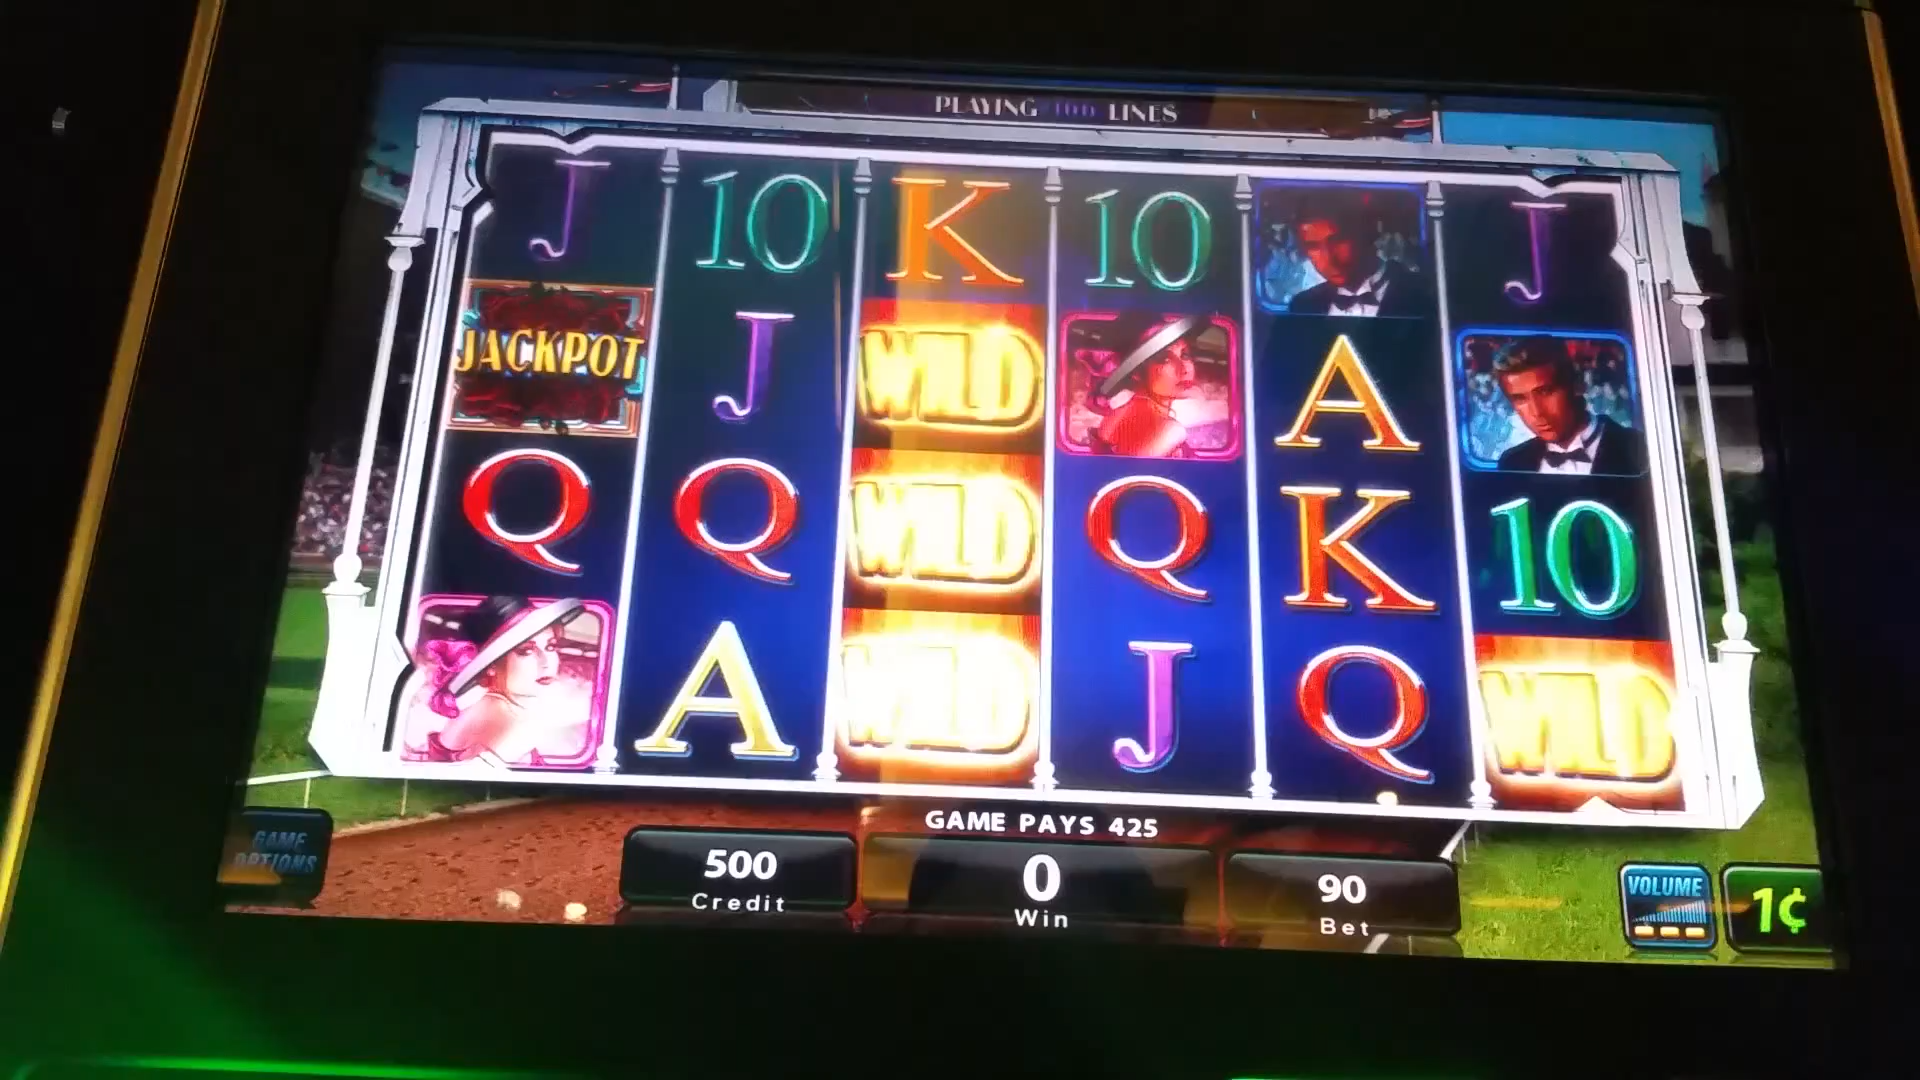 PLAYING 100 LINES
J 10 K 10 J
JACKPOT J WILD A
Q Q WILD Q K 10
A WILD J Q WILD
GAME PAYS 425
GAME OPTIONS
500 0 90
Credit Win Bet
VOLUME
1¢